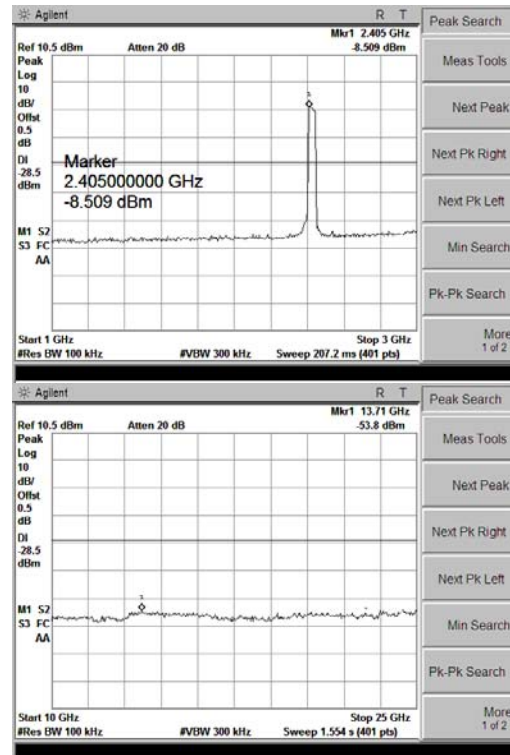 Agilent R T
Peak Search
Mkr1 2.405 GHz
Ref 10.5 dBm Atten 20 dB -8.509 dBm
Peak
Log
10
dB/
Offst
0.5
dB
DI
-28.5
dBm
Marker
2.405000000 GHz
-8.509 dBm
M1 S2
S3 FC
AA
Start 1 GHz Stop 3 GHz
#Res BW 100 kHz #VBW 300 kHz Sweep 207.2 ms (401 pts)
Meas Tools
Next Peak
Next Pk Right
Next Pk Left
Min Search
Pk-Pk Search
More
1 of 2
Agilent R T
Peak Search
Mkr1 13.71 GHz
Ref 10.5 dBm Atten 20 dB -53.8 dBm
Peak
Log
10
dB/
Offst
0.5
dB
DI
-28.5
dBm
1
M1 S2
S3 FC
AA
Start 10 GHz Stop 25 GHz
#Res BW 100 kHz #VBW 300 kHz Sweep 1.554 s (401 pts)
Meas Tools
Next Peak
Next Pk Right
Next Pk Left
Min Search
Pk-Pk Search
More
1 of 2